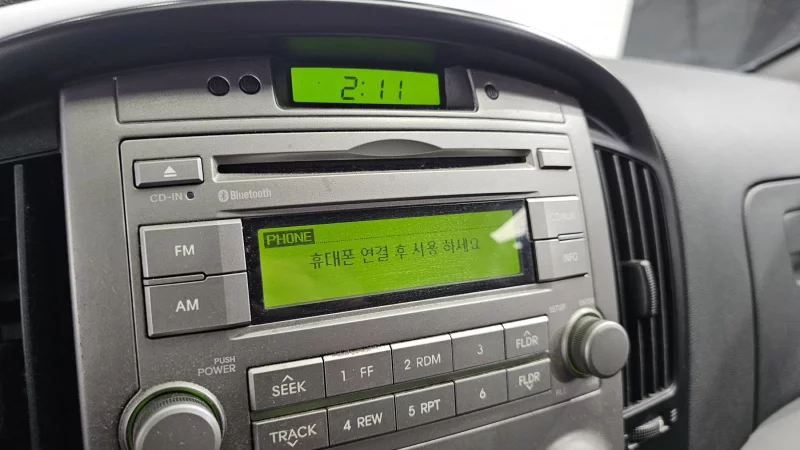 2:11
CD-IN
Bluetooth
PHONE
휴대폰 연결 후 사용 하세요
FM
AM
INFO
PUSH
POWER
SEEK
1 FF
2 RDM
3
FLDR
TRACK
4 REW
5 RPT
6
FLDR